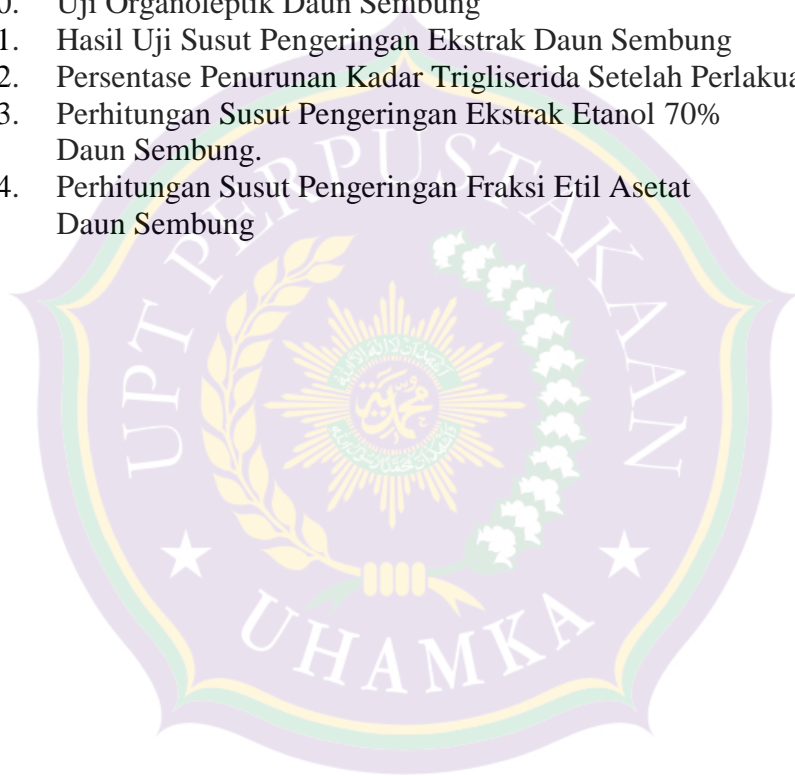 0. Uji Organoleptik Daun Sembung
1. Hasil Uji Susut Pengeringan Ekstrak Daun Sembung
2. Persentase Penurunan Kadar Trigliserida Setelah Perlakua
3. Perhitungan Susut Pengeringan Ekstrak Etanol 70%
Daun Sembung.
4. Perhitungan Susut Pengeringan Fraksi Etil Asetat
Daun Sembung
UPT PERPUSTAKAAN
محمدية
UHAMKA